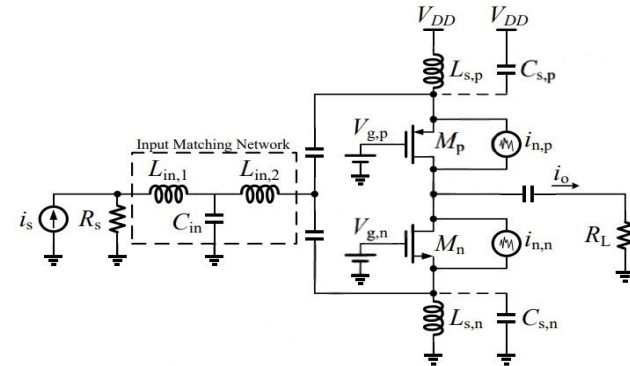 V_DD V_DD
L_s,p C_s,p
V_g,p M_p i_n,p
Input Matching Network
L_in,1 L_in,2 i_o
i_s R_s C_in V_g,n M_n i_n,n R_L
L_s,n C_s,n